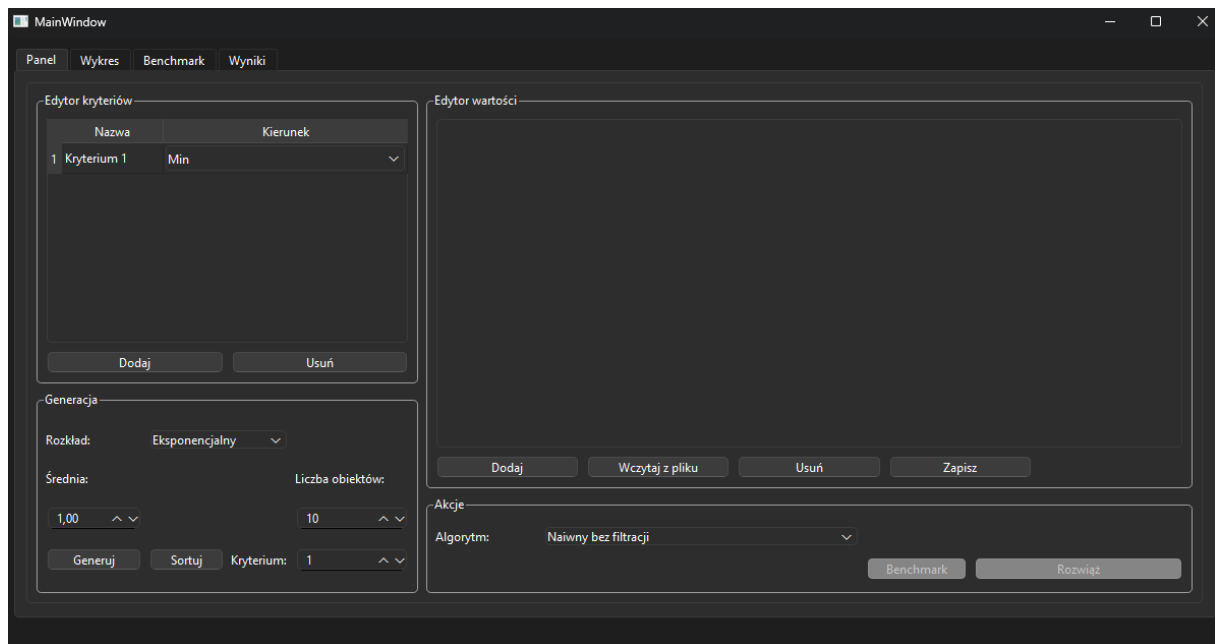 MainWindow
Panel Wykres Benchmark Wyniki
Edytor kryteriów
Nazwa Kierunek
1 Kryterium 1 Min
Dodaj Usuń
Generacja
Rozkład: Eksponencjalny
Średnia: Liczba obiektów:
1,00 10
Generuj Sortuj Kryterium: 1
Edytor wartości
Dodaj Wczytaj z pliku Usuń Zapisz
Akcje
Algorytm: Naiwny bez filtracji
Benchmark Rozwiąż